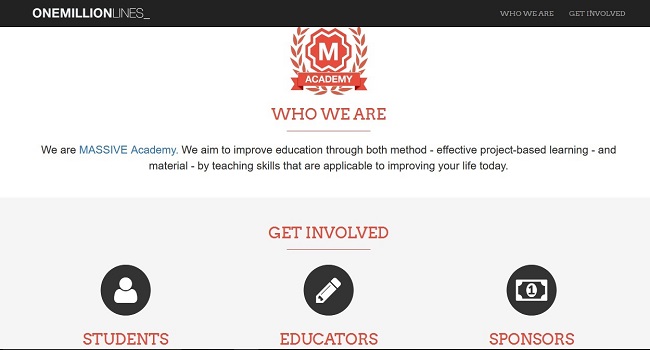 ONEMILLIONLINES_ WHO WE ARE GET INVOLVED
M
ACADEMY
WHO WE ARE
We are MASSIVE Academy. We aim to improve education through both method - effective project-based learning - and
material - by teaching skills that are applicable to improving your life today.
GET INVOLVED
1
STUDENTS EDUCATORS SPONSORS